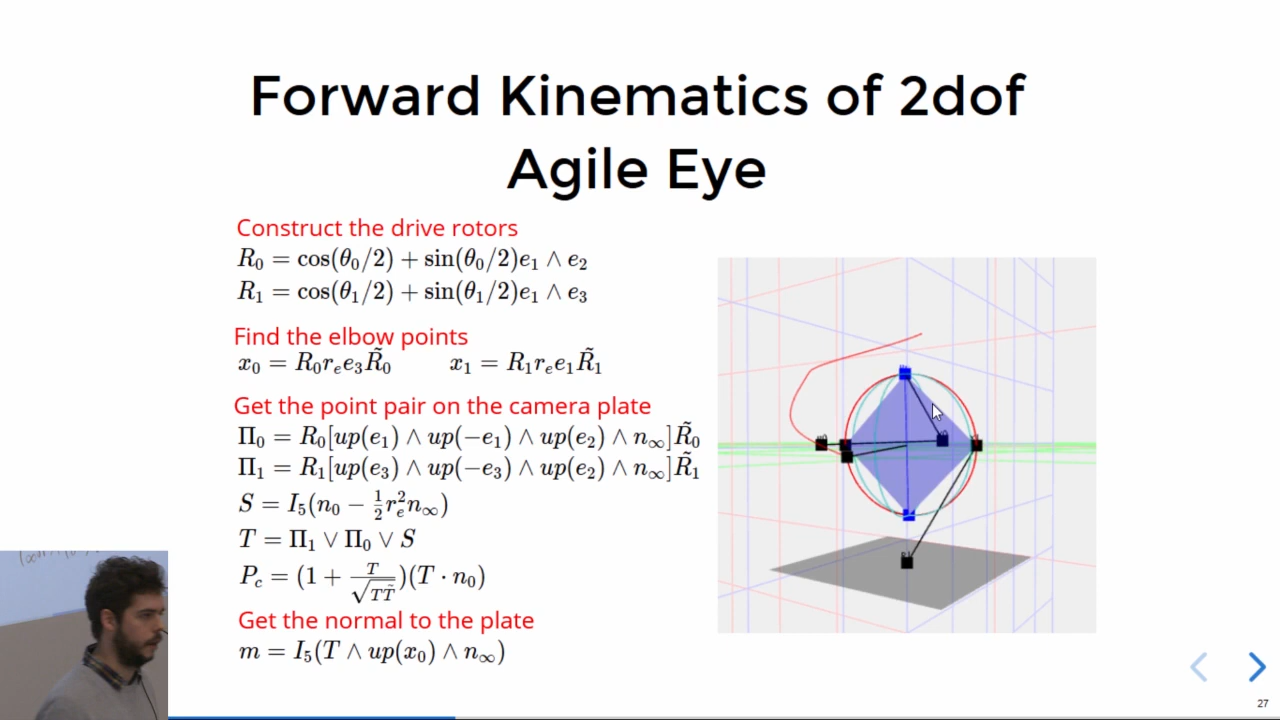 Forward Kinematics of 2dof
Agile Eye
Construct the drive rotors
R₀ = cos(θ₀/2) + sin(θ₀/2)e₁ ∧ e₂
R₁ = cos(θ₁/2) + sin(θ₁/2)e₁ ∧ e₃
Find the elbow points
x₀ = R₀rₑe₃R̃₀ x₁ = R₁rₑe₁R̃₁
Get the point pair on the camera plate
Π₀ = R₀[up(e₁) ∧ up(−e₁) ∧ up(e₂) ∧ n∞]R̃₀
Π₁ = R₁[up(e₃) ∧ up(−e₃) ∧ up(e₂) ∧ n∞]R̃₁
S = I₅(n₀ − ½rₑ²n∞)
T = Π₁ ∨ Π₀ ∨ S
P_c = (1 + T/√(TT̃))(T · n₀)
Get the normal to the plate
m = I₅(T ∧ up(x₀) ∧ n∞)
27